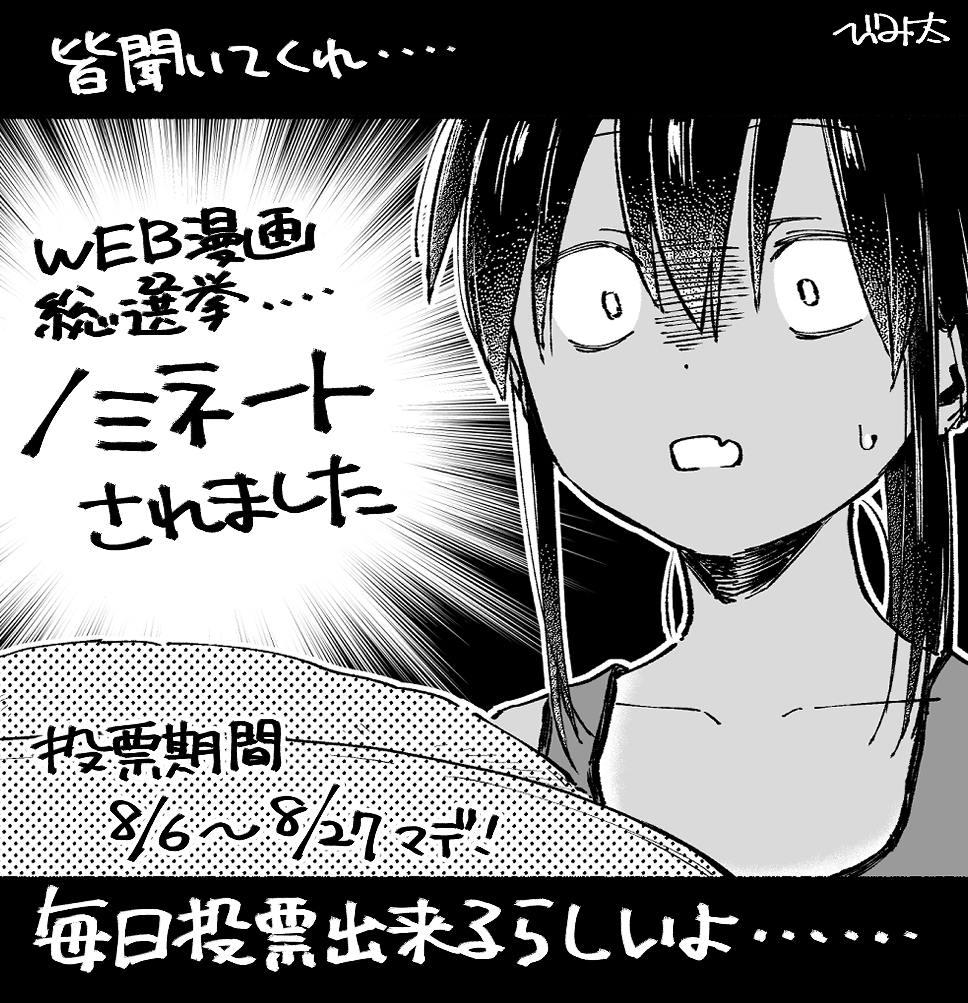 びみ太
皆聞いてくれ‥‥
WEB漫画
総選挙‥‥
ノミネート
されました
投票期間
8/6～8/27マデ!
毎日投票出来るらしいよ‥‥‥